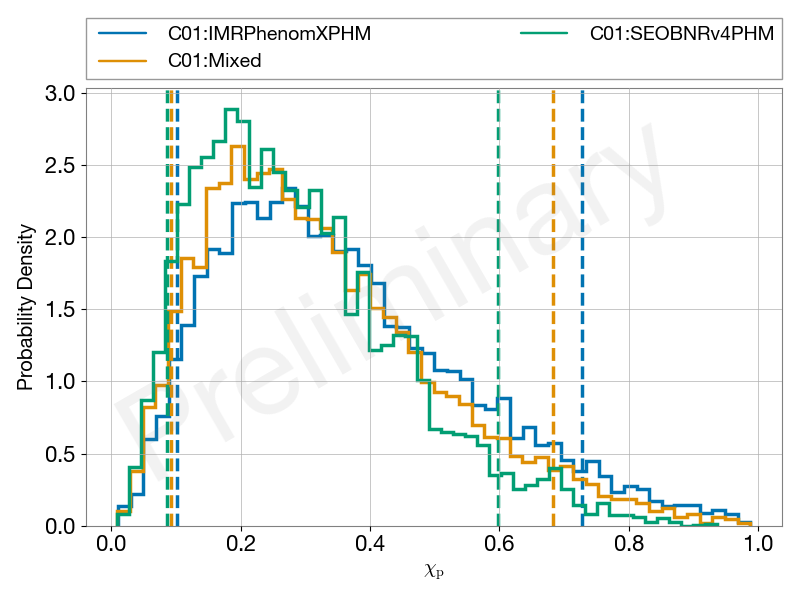 C01:IMRPhenomXPHM
C01:SEOBNRv4PHM
C01:Mixed
3.0
2.5
2.0
1.5
1.0
0.5
0.0
Probability Density
Preliminary
0.0 0.2 0.4 0.6 0.8 1.0
χp